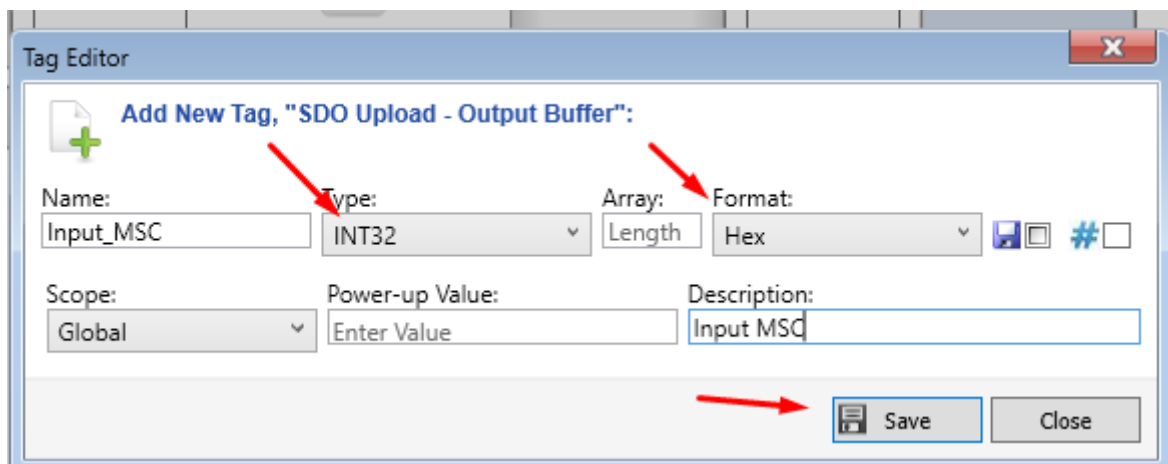 Tag Editor
Add New Tag, "SDO Upload - Output Buffer":
Name: Type: Array: Format:
Input_MSC INT32 Length Hex #
Scope: Power-up Value: Description:
Global Enter Value Input MSC
Save Close